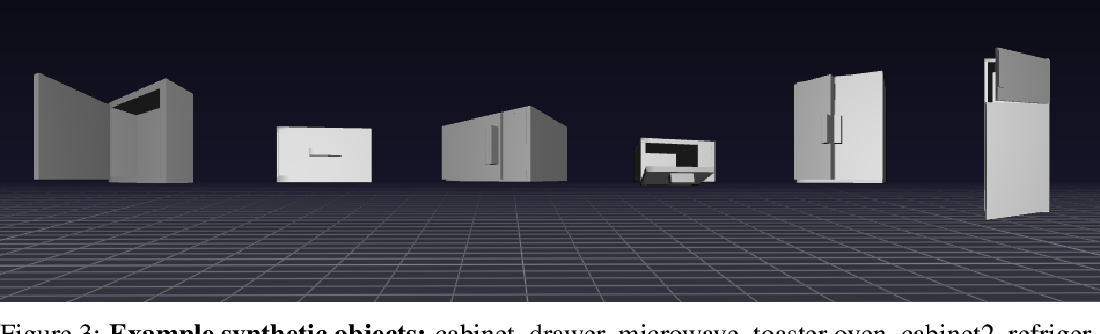 Figure 3: Example synthetic objects: cabinet, drawer, microwave, toaster oven, cabinet2, refriger-